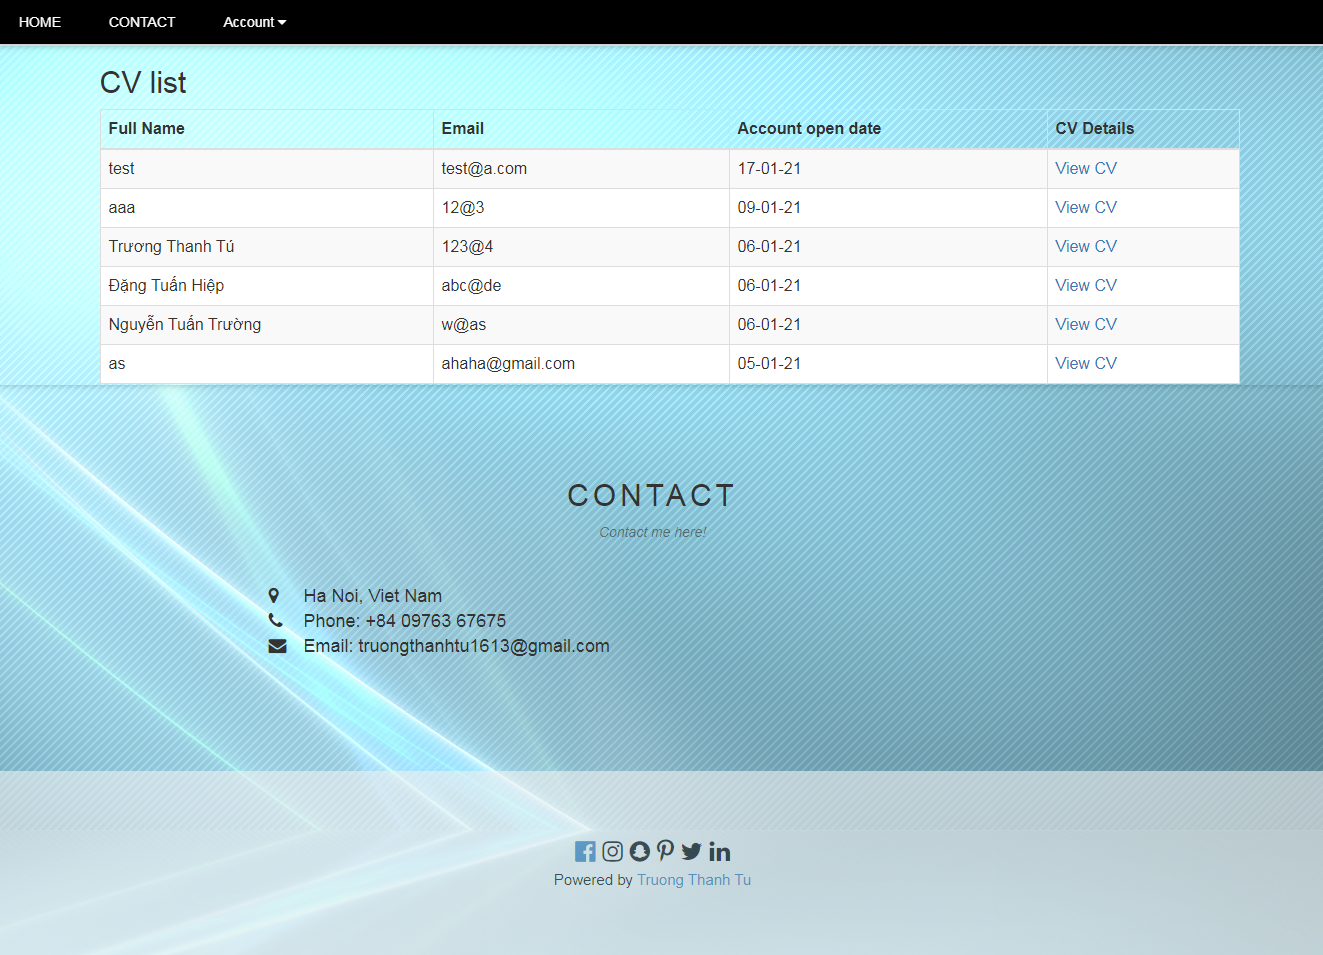 HOME CONTACT Account
CV list
Full Name Email Account open date CV Details
test test@a.com 17-01-21 View CV
aaa 12@3 09-01-21 View CV
Trương Thanh Tú 123@4 06-01-21 View CV
Đặng Tuấn Hiệp abc@de 06-01-21 View CV
Nguyễn Tuấn Trường w@as 06-01-21 View CV
as ahaha@gmail.com 05-01-21 View CV
CONTACT
Contact me here!
Ha Noi, Viet Nam
Phone: +84 09763 67675
Email: truongthanhtu1613@gmail.com
Powered by Truong Thanh Tu